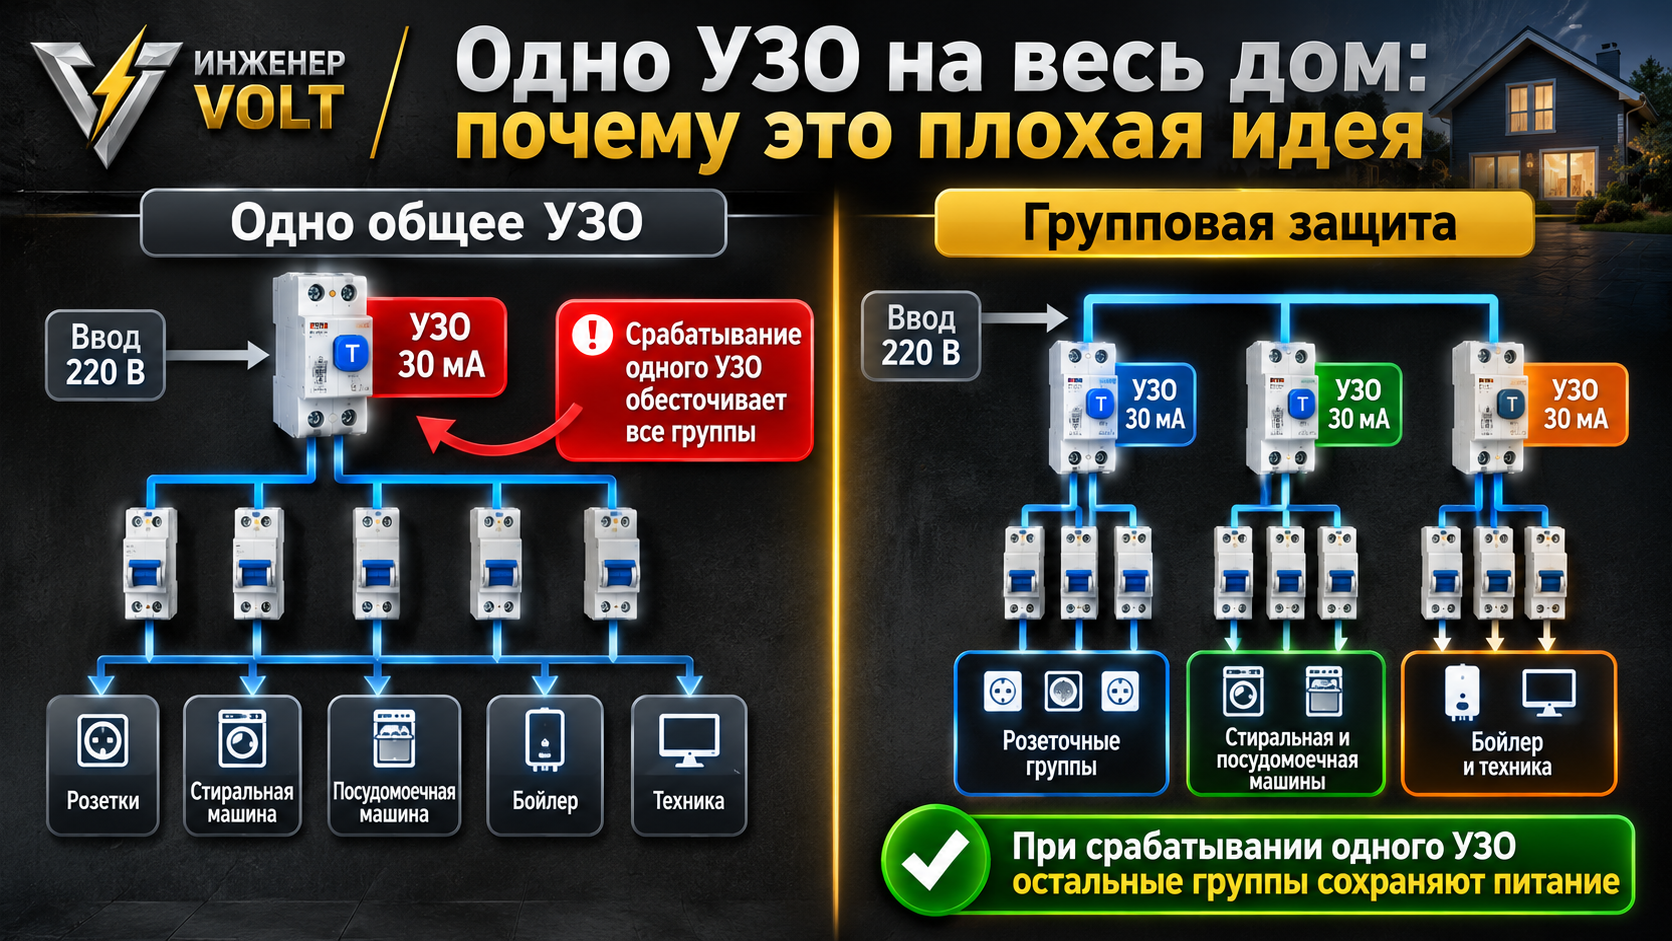 ИНЖЕНЕР
VOLT
Одно УЗО на весь дом:
почему это плохая идея
Одно общее УЗО
Ввод
220 В
T
УЗО
30 мА
!
Срабатывание
одного УЗО
обесточивает
все группы
Розетки
Стиральная
машина
Посудомоечная
машина
Бойлер
Техника
Групповая защита
Ввод
220 В
T
УЗО
30 мА
T
УЗО
30 мА
T
УЗО
30 мА
Розеточные
группы
Стиральная и
посудомоечная
машины
Бойлер
и техника
При срабатывании одного УЗО
остальные группы сохраняют питание